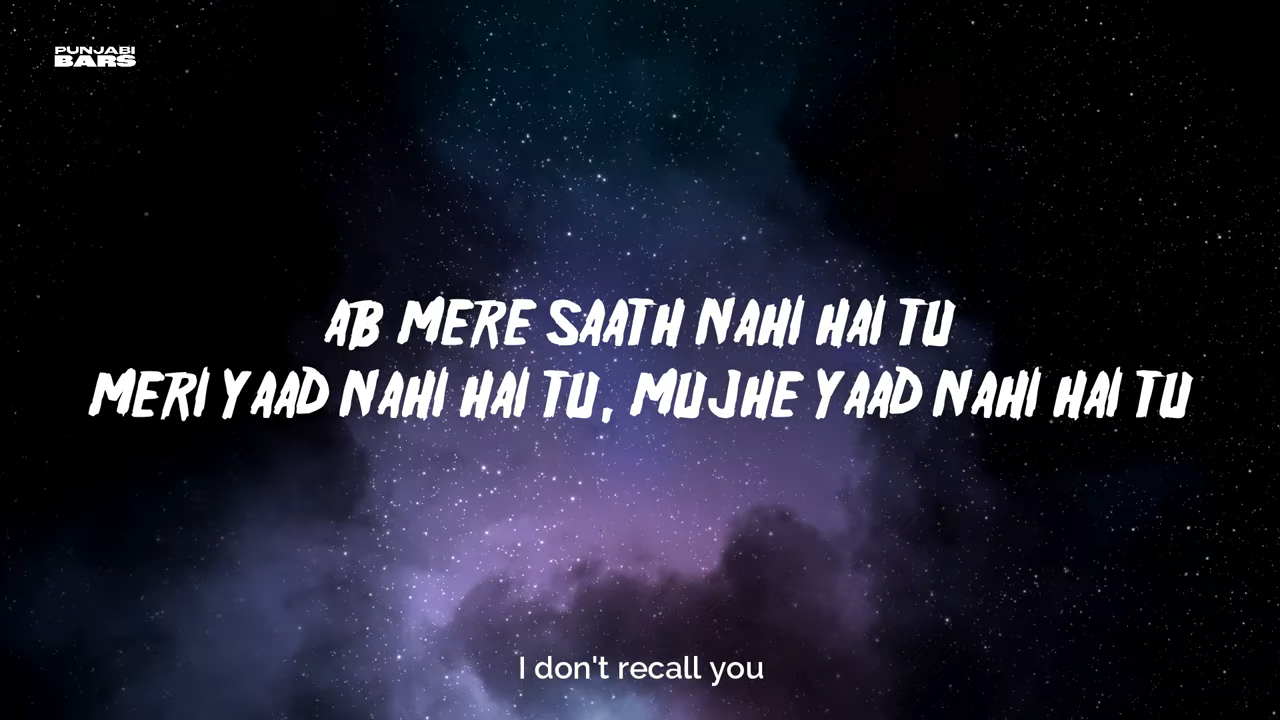 PUNJABI
BARS
AB MERE SAATH NAHI HAI TU
MERI YAAD NAHI HAI TU, MUJHE YAAD NAHI HAI TU
I don't recall you